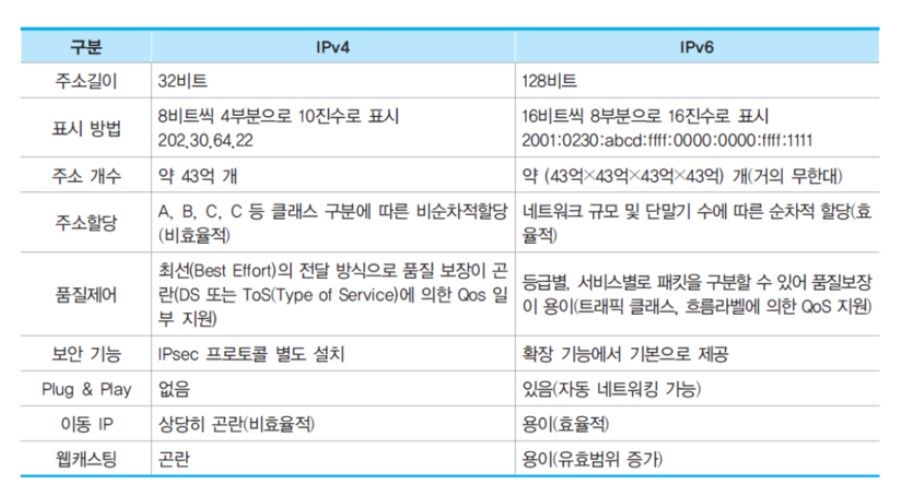 구분 IPv4 IPv6
주소길이 32비트 128비트
표시 방법 8비트씩 4부분으로 10진수로 표시 16비트씩 8부분으로 16진수로 표시
202.30.64.22 2001:0230:abcd:ffff:0000:0000:ffff:1111
주소 개수 약 43억 개 약 (43억×43억×43억×43억) 개(거의 무한대)
주소할당 A, B, C, C 등 클래스 구분에 따른 비순차적할당 네트워크 규모 및 단말기 수에 따른 순차적 할당(효
(비효율적) 율적)
품질제어 최선(Best Effort)의 전달 방식으로 품질 보장이 곤 등급별, 서비스별로 패킷을 구분할 수 있어 품질보장
란(DS 또는 ToS(Type of Service)에 의한 Qos 일 이 용이(트래픽 클래스, 흐름라벨에 의한 QoS 지원)
부 지원)
보안 기능 IPsec 프로토콜 별도 설치 확장 기능에서 기본으로 제공
Plug & Play 없음 있음(자동 네트워킹 가능)
이동 IP 상당히 곤란(비효율적) 용이(효율적)
웹캐스팅 곤란 용이(유효범위 증가)